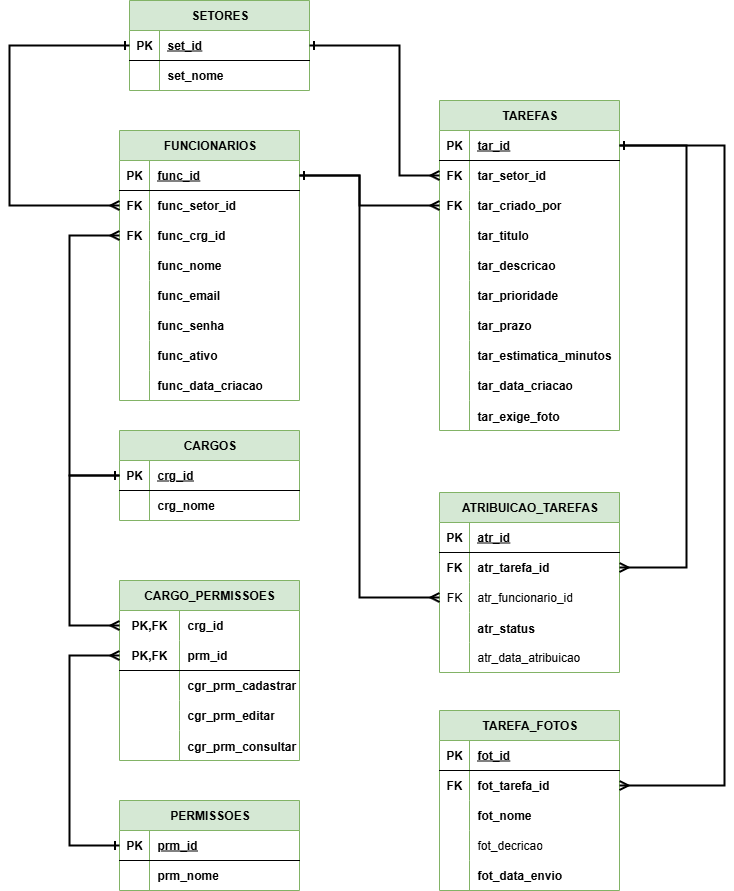 SETORES
PK set_id
set_nome
FUNCIONARIOS
PK func_id
FK func_setor_id
FK func_crg_id
func_nome
func_email
func_senha
func_ativo
func_data_criacao
CARGOS
PK crg_id
crg_nome
CARGO_PERMISSOES
PK,FK crg_id
PK,FK prm_id
cgr_prm_cadastrar
cgr_prm_editar
cgr_prm_consultar
PERMISSOES
PK prm_id
prm_nome
TAREFAS
PK tar_id
FK tar_setor_id
FK tar_criado_por
tar_titulo
tar_descricao
tar_prioridade
tar_prazo
tar_estimatica_minutos
tar_data_criacao
tar_exige_foto
ATRIBUICAO_TAREFAS
PK atr_id
FK atr_tarefa_id
FK atr_funcionario_id
atr_status
atr_data_atribuicao
TAREFA_FOTOS
PK fot_id
FK fot_tarefa_id
fot_nome
fot_decricao
fot_data_envio